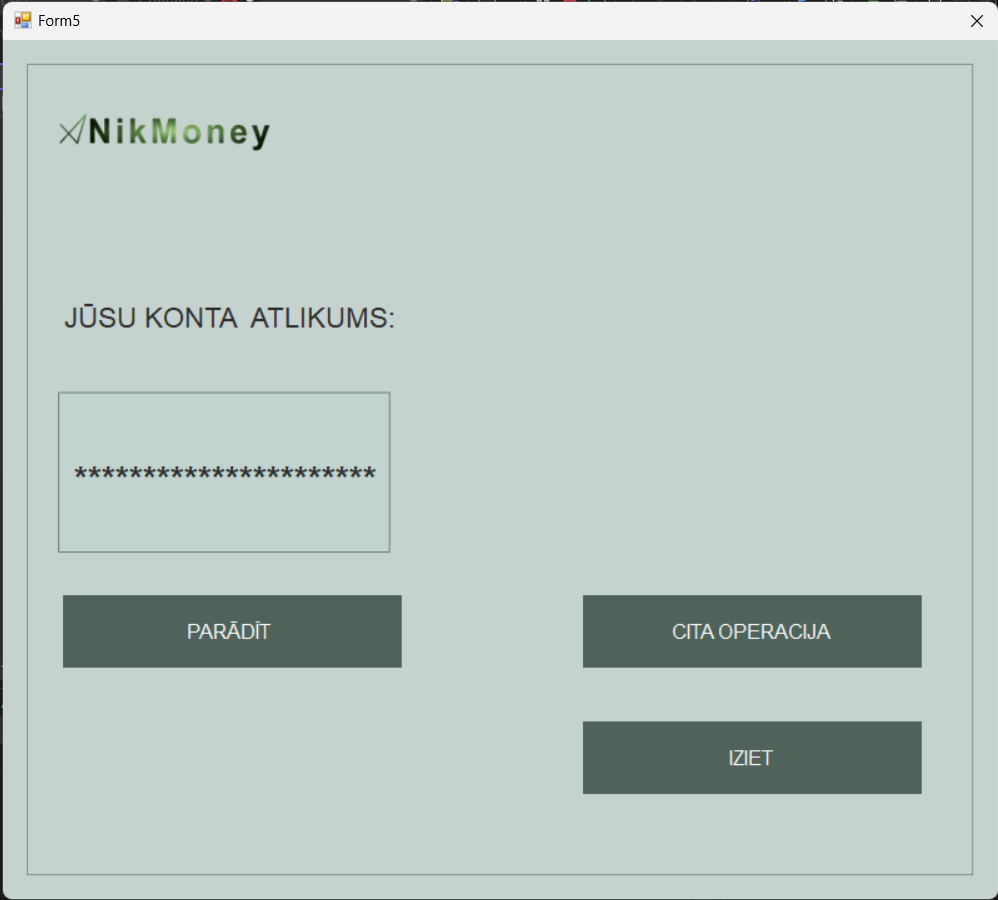 Form5
NikMoney
JŪSU KONTA ATLIKUMS:
**********************
PARĀDĪT
CITA OPERACIJA
IZIET